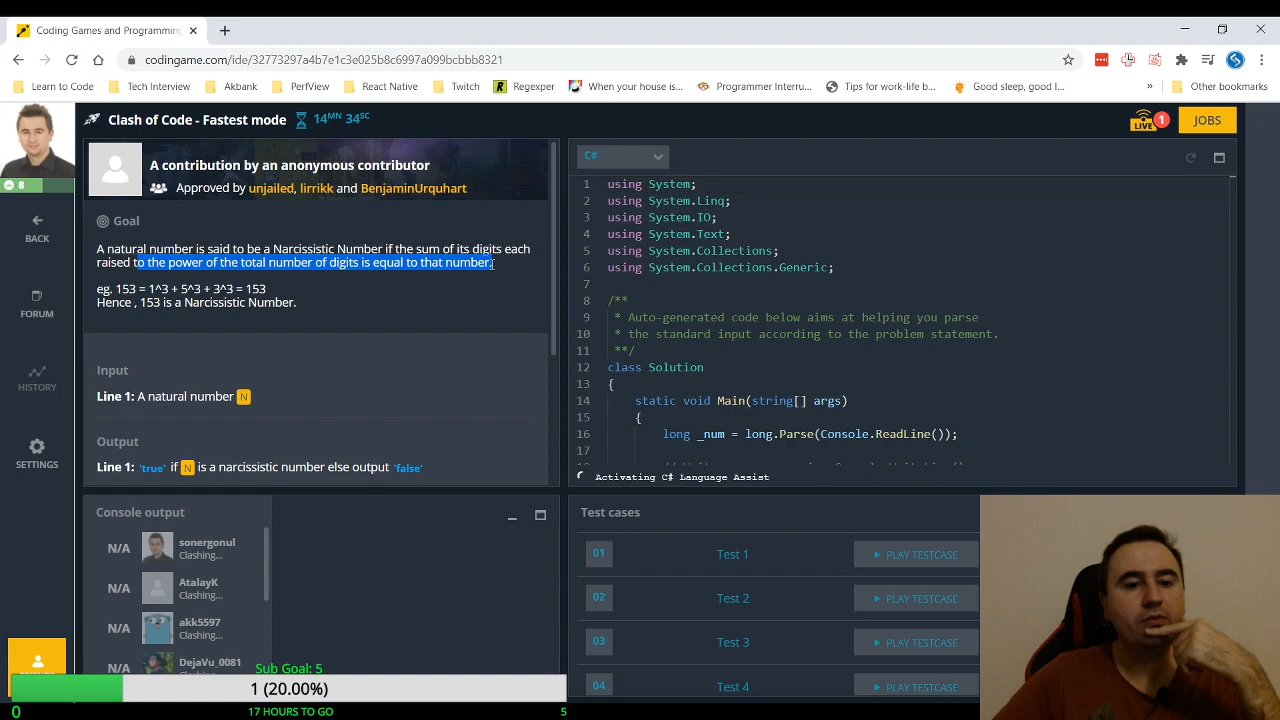 Coding Games and Programming
codingame.com/ide/32773297a4b7e1c3e025b8c6997d099bcbbb8321
Learn to Code
Tech Interview
Akbank
PerfView
React Native
Twitch
Regexper
When your house is...
Programmer Interru...
Tips for work-life b...
Good sleep, good l...
»
Other bookmarks
8
BACK
FORUM
HISTORY
SETTINGS
Clash of Code - Fastest mode
14MN 34SC
LIVE
1
JOBS
A contribution by an anonymous contributor
Approved by unjailed, lirrikk and BenjaminUrquhart
Goal
A natural number is said to be a Narcissistic Number if the sum of its digits each
raised to the power of the total number of digits is equal to that number.
eg. 153 = 1^3 + 5^3 + 3^3 = 153
Hence , 153 is a Narcissistic Number.
Input
Line 1: A natural number N
Output
Line 1: 'true' if N is a narcissistic number else output 'false'
C#
1 using System;
2 using System.Linq;
3 using System.IO;
4 using System.Text;
5 using System.Collections;
6 using System.Collections.Generic;
7
8 /**
9 * Auto-generated code below aims at helping you parse
10 * the standard input according to the problem statement.
11 **/
12 class Solution
13 {
14 static void Main(string[] args)
15 {
16 long _num = long.Parse(Console.ReadLine());
17
Activating C# Language Assist
Console output
N/A
sonergonul
Clashing...
N/A
AtalayK
Clashing...
N/A
akk5597
Clashing...
N/A
DejaVu_0081
Test cases
01
Test 1
PLAY TESTCASE
02
Test 2
PLAY TESTCASE
03
Test 3
PLAY TESTCASE
04
Test 4
PLAY TESTCASE
Sub Goal: 5
1 (20.00%)
0
17 HOURS TO GO
5